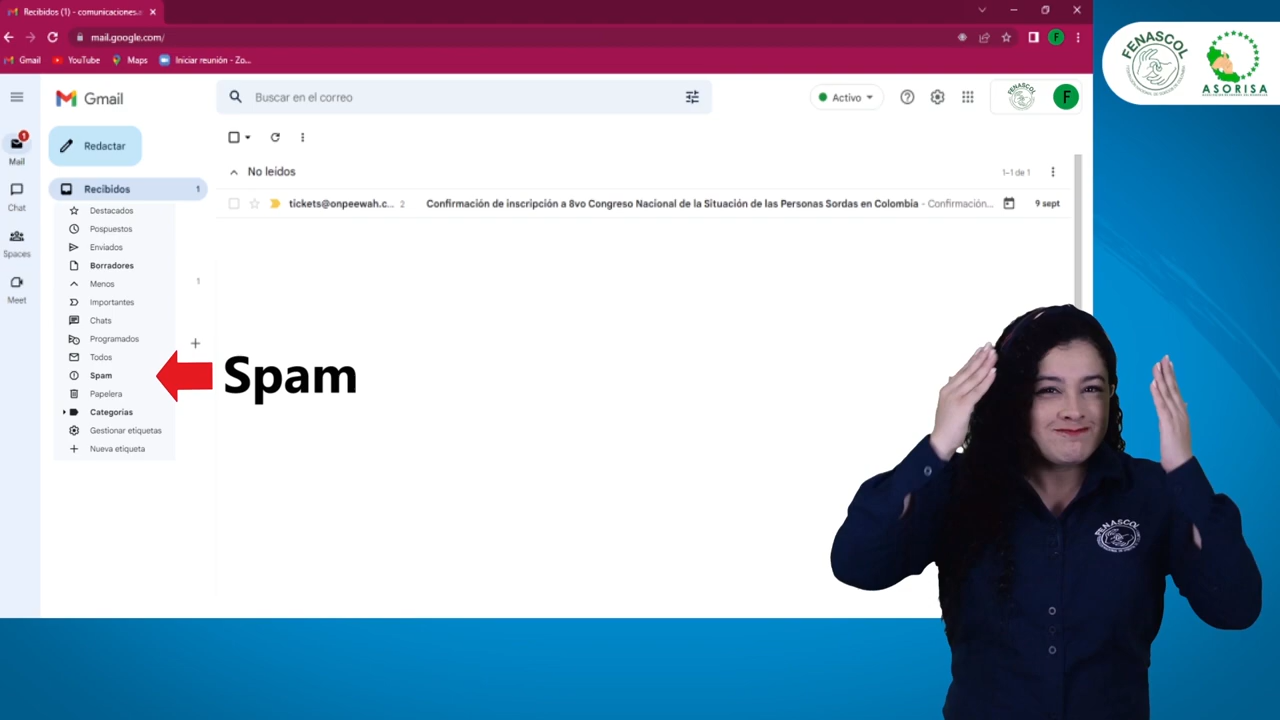 Recibidos (1) - comunicaciones.
mail.google.com/
F
Gmail
YouTube
Maps
Iniciar reunión - Zo...
FENASCOL
ASORISA
Gmail
Buscar en el correo
Activo
FENASCOL
F
1
Mail
Redactar
Recibidos 1
No leídos
1–1 de 1
Chat
tickets@onpeewah.c... 2 Confirmación de inscripción a 8vo Congreso Nacional de la Situación de las Personas Sordas en Colombia - Confirmación... 9 sept
Destacados
Pospuestos
Spaces
Enviados
Borradores
Menos 1
Meet
Importantes
Chats
Programados
Todos
Spam
Spam
Papelera
Categorías
Gestionar etiquetas
Nueva etiqueta
FENASCOL